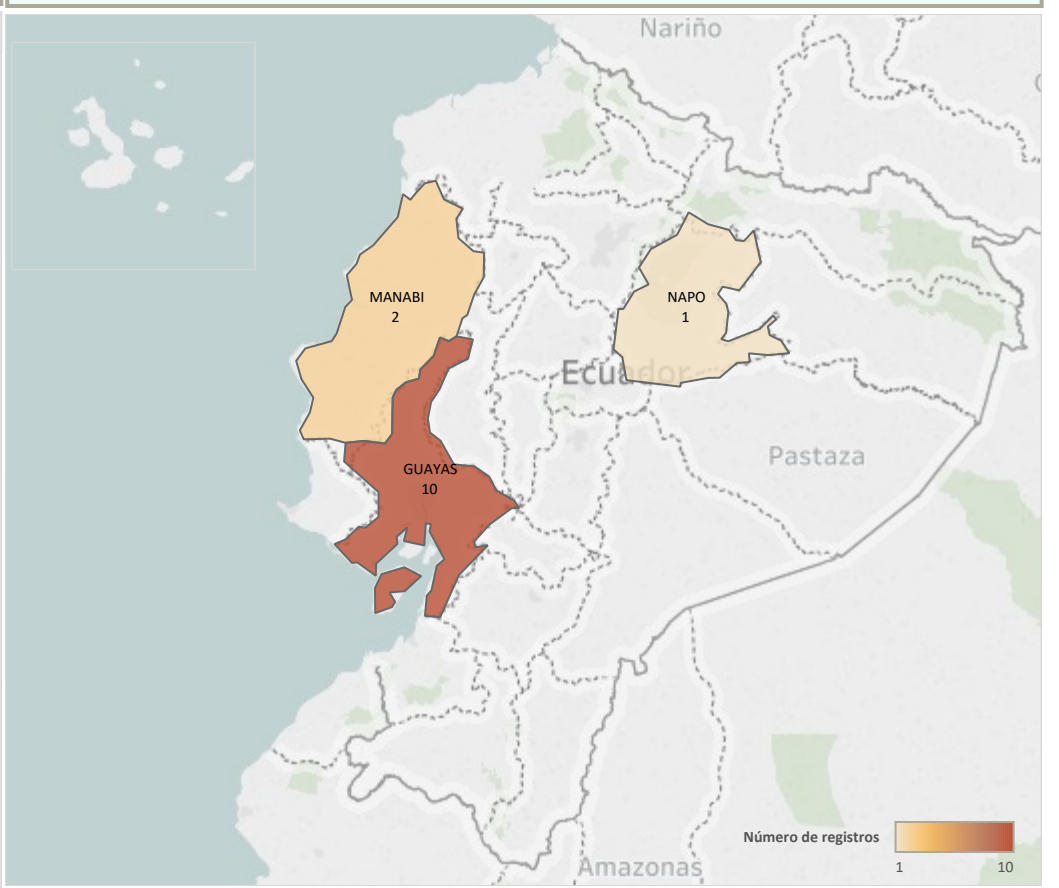 Nariño
MANABI
2
NAPO
1
Ecuador
Pastaza
GUAYAS
10
Número de registros
1
10
Amazonas